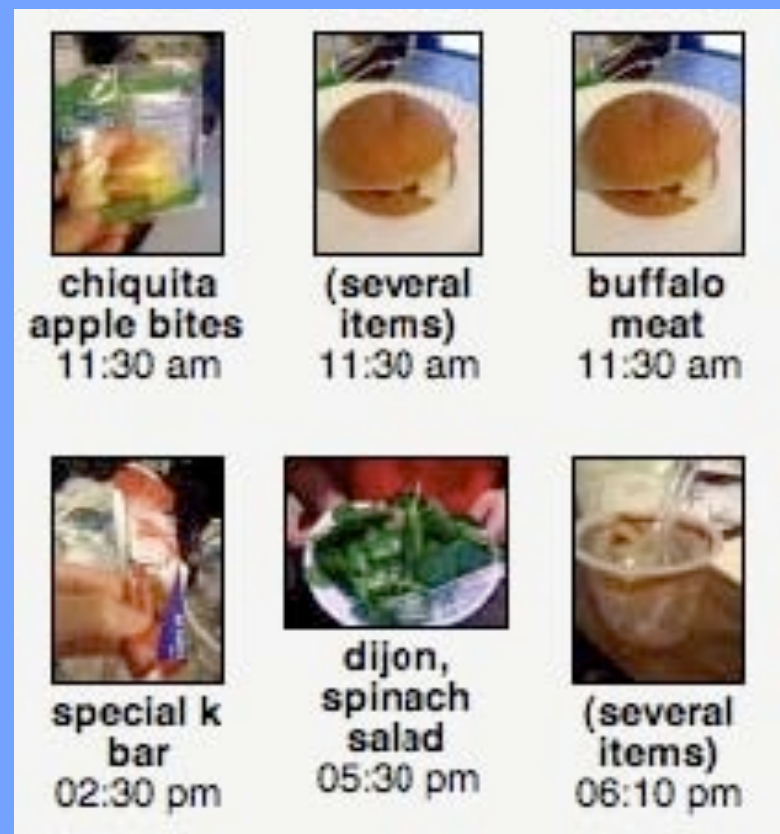 chiquita
apple bites
11:30 am
(several
items)
11:30 am
buffalo
meat
11:30 am
special k
bar
02:30 pm
dijon,
spinach
salad
05:30 pm
(several
items)
06:10 pm